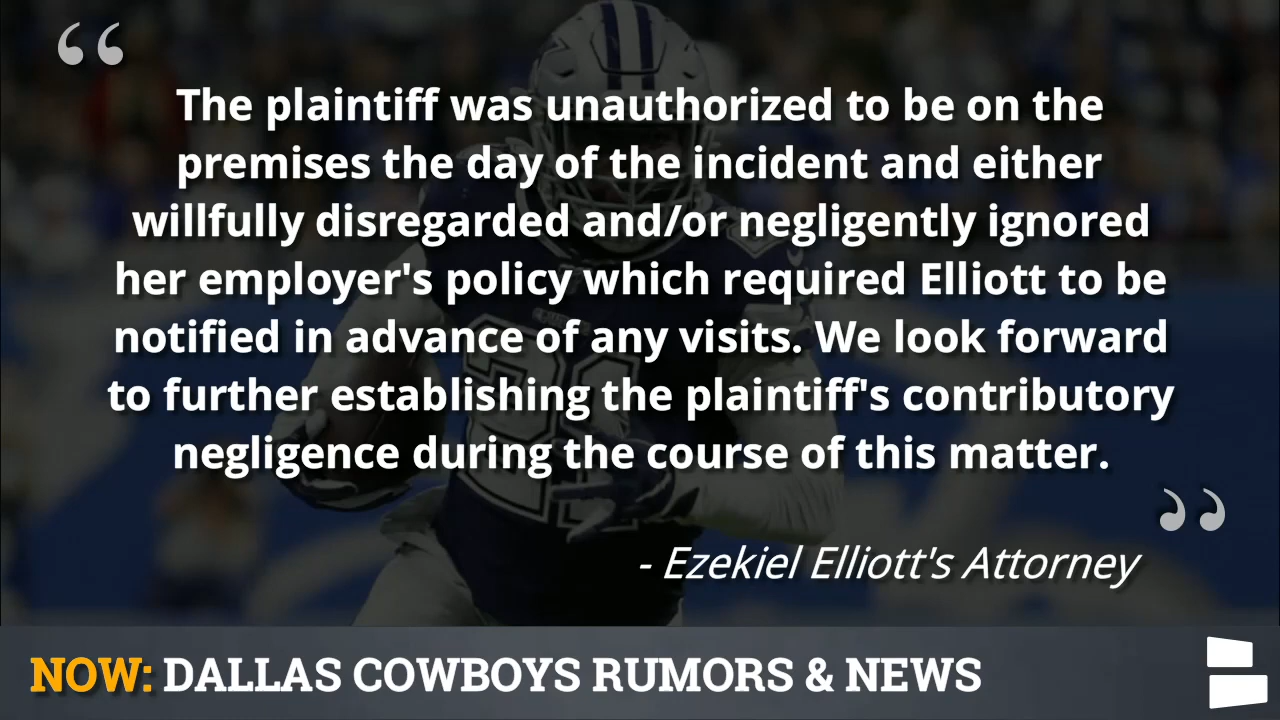 “
The plaintiff was unauthorized to be on the
premises the day of the incident and either
willfully disregarded and/or negligently ignored
her employer's policy which required Elliott to be
notified in advance of any visits. We look forward
to further establishing the plaintiff's contributory
negligence during the course of this matter.
”
- Ezekiel Elliott's Attorney
21
NOW: DALLAS COWBOYS RUMORS & NEWS